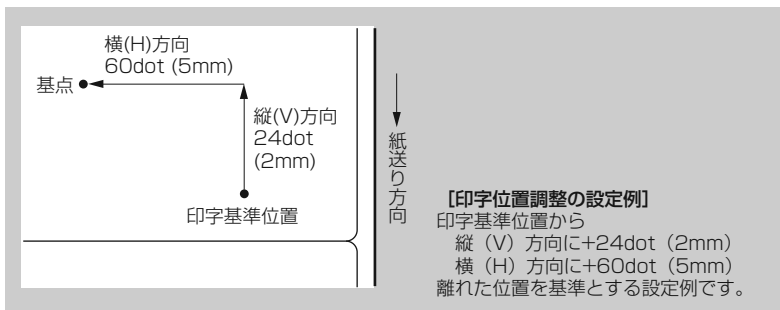 横(H)方向
60dot (5mm)
基点
縦(V)方向
24dot
(2mm)
印字基準位置
紙送り方向
［印字位置調整の設定例］
印字基準位置から
縦（V）方向に+24dot（2mm）
横（H）方向に+60dot（5mm）
離れた位置を基準とする設定例です。